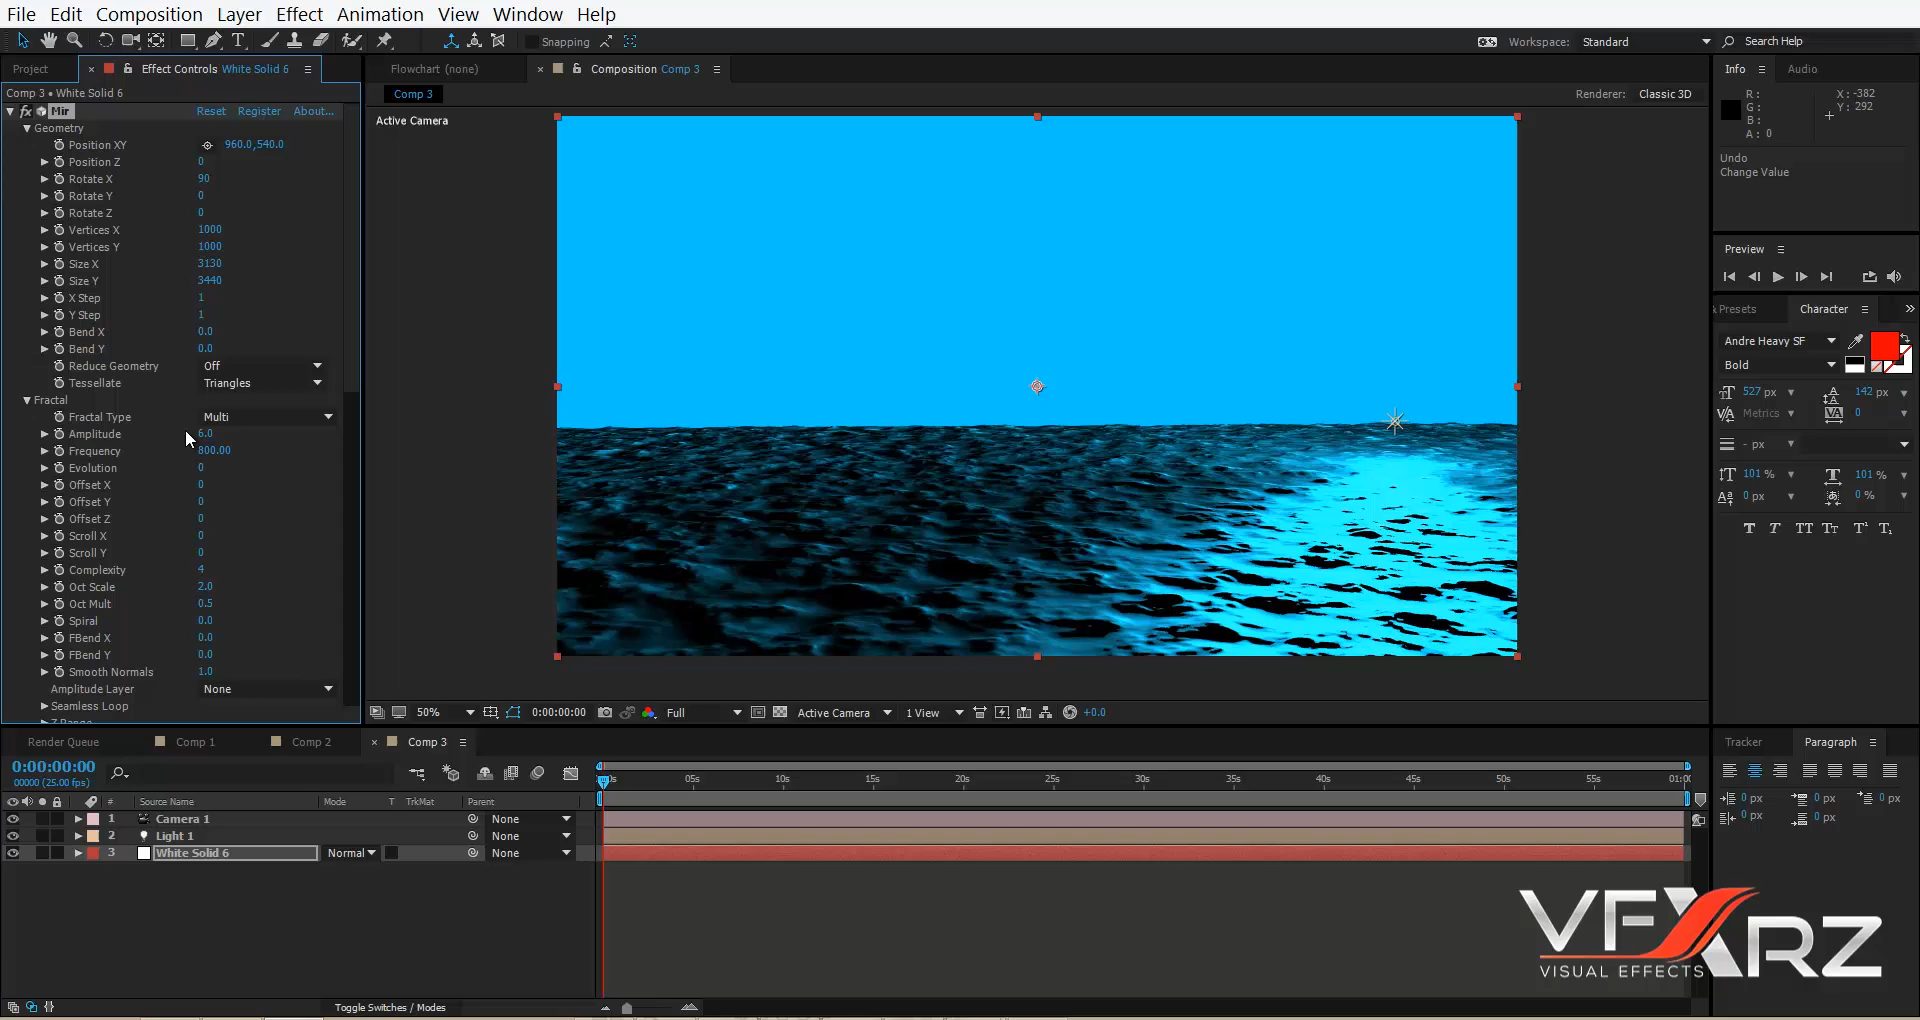 File Edit Composition Layer Effect Animation View Window Help
Snapping
Workspace: Standard
Search Help
Project
Effect Controls White Solid 6
Flowchart (none)
Composition Comp 3
Info
Audio
Comp 3 • White Solid 6
Comp 3
Renderer: Classic 3D
R:
G:
B:
A: 0
X: -382
Y: 292
Undo
Change Value
fx Mir Reset Register About...
Active Camera
Geometry
Position XY 960.0,540.0
Position Z 0
Rotate X 90
Rotate Y 0
Rotate Z 0
Vertices X 1000
Vertices Y 1000
Size X 3130
Size Y 3440
X Step 1
Y Step 1
Bend X 0.0
Bend Y 0.0
Reduce Geometry Off
Tessellate Triangles
Fractal
Fractal Type Multi
Amplitude 6.0
Frequency 800.00
Evolution 0
Offset X 0
Offset Y 0
Offset Z 0
Scroll X 0
Scroll Y 0
Complexity 4
Oct Scale 2.0
Oct Mult 0.5
Spiral 0.0
FBend X 0.0
FBend Y 0.0
Smooth Normals 1.0
Amplitude Layer None
Seamless Loop
Z Range
Preview
Presets
Character
Andre Heavy SF
Bold
527 px
142 px
Metrics
0
- px
101 %
101 %
0 px
0 %
T T TT Tt T¹ T₁
50%
0:00:00:00
Full
Active Camera
1 View
+0.0
Render Queue
Comp 1
Comp 2
Comp 3
Tracker
Paragraph
0:00:00:00
00000 (25.00 fps)
05s 10s 15s 20s 25s 30s 35s 40s 45s 50s 55s 01:00
# Source Name Mode T TrkMat Parent
1 Camera 1 None
2 Light 1 None
3 White Solid 6 Normal None
0 px 0 px 0 px
0 px 0 px
VFXARZ
VISUAL EFFECTS
Toggle Switches / Modes